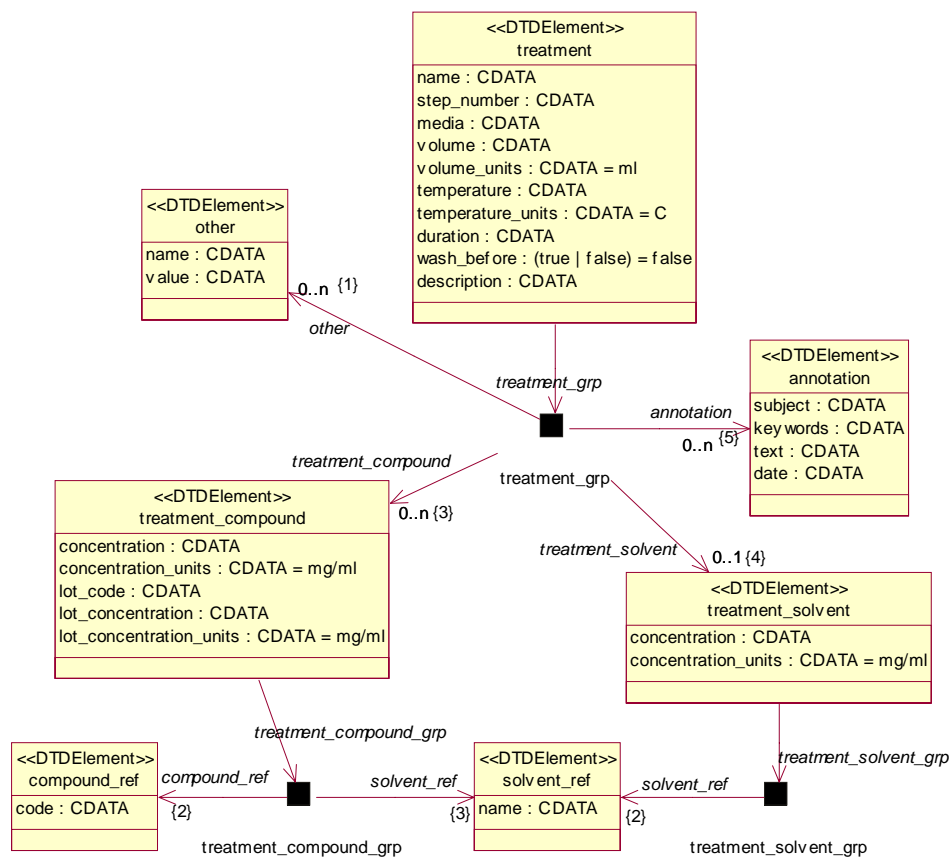 <<DTDElement>>
treatment
name : CDATA
step_number : CDATA
media : CDATA
volume : CDATA
volume_units : CDATA = ml
temperature : CDATA
temperature_units : CDATA = C
duration : CDATA
wash_before : (true | false) = false
description : CDATA
<<DTDElement>>
other
name : CDATA
value : CDATA
0..n {1}
other
treatment_grp
<<DTDElement>>
annotation
subject : CDATA
keywords : CDATA
text : CDATA
date : CDATA
annotation
0..n {5}
treatment_compound
treatment_grp
<<DTDElement>>
treatment_compound
concentration : CDATA
concentration_units : CDATA = mg/ml
lot_code : CDATA
lot_concentration : CDATA
lot_concentration_units : CDATA = mg/ml
0..n {3}
treatment_solvent
0..1 {4}
<<DTDElement>>
treatment_solvent
concentration : CDATA
concentration_units : CDATA = mg/ml
treatment_compound_grp
treatment_solvent_grp
<<DTDElement>>
compound_ref
code : CDATA
compound_ref
{2}
solvent_ref
{3}
<<DTDElement>>
solvent_ref
name : CDATA
solvent_ref
{2}
treatment_compound_grp
treatment_solvent_grp